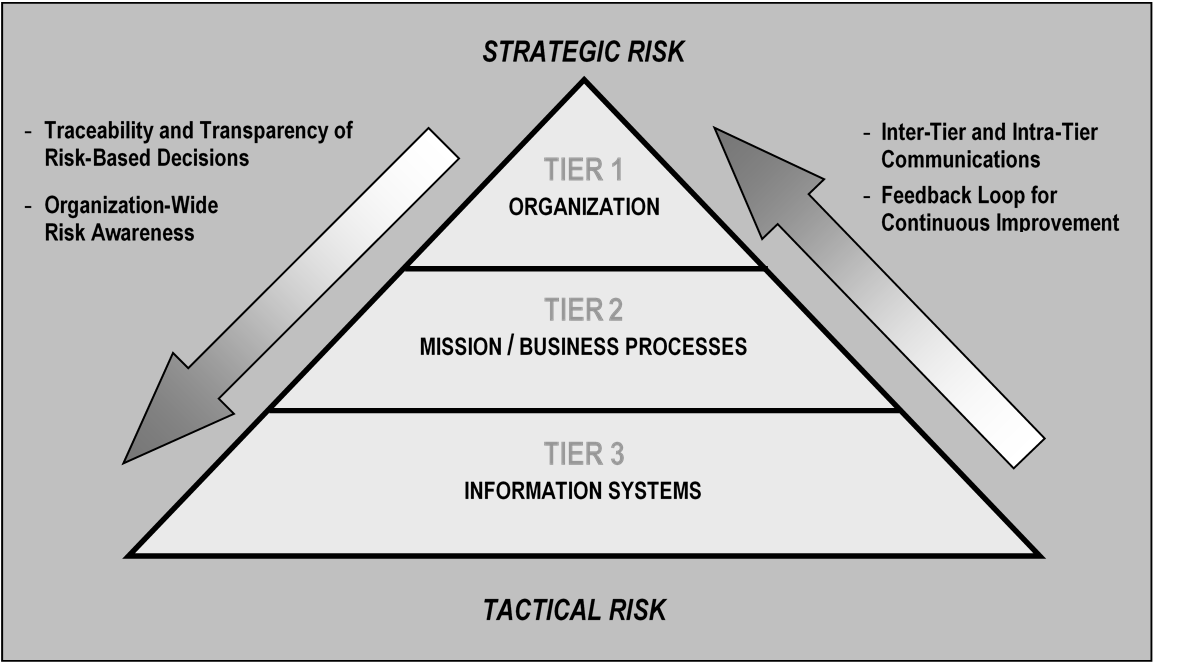 STRATEGIC RISK
- Traceability and Transparency of
Risk-Based Decisions
- Organization-Wide
Risk Awareness
- Inter-Tier and Intra-Tier
Communications
- Feedback Loop for
Continuous Improvement
TIER 1
ORGANIZATION
TIER 2
MISSION / BUSINESS PROCESSES
TIER 3
INFORMATION SYSTEMS
TACTICAL RISK